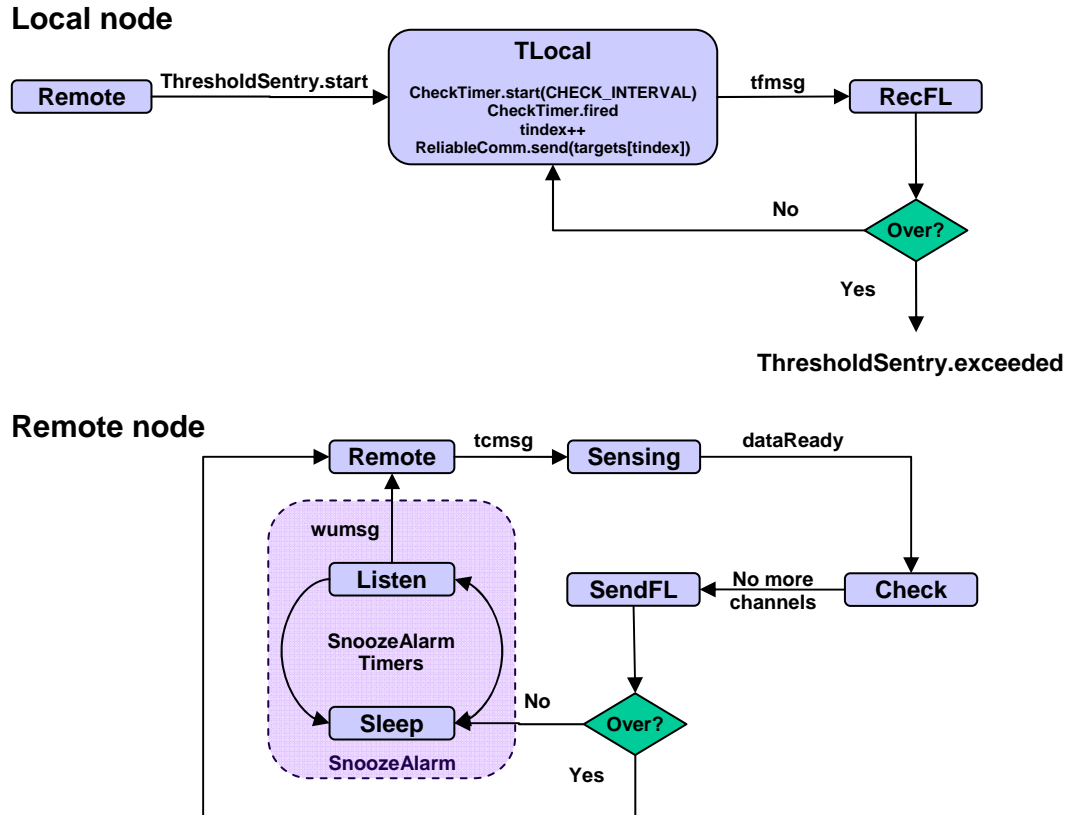 Local node
Remote
ThresholdSentry.start
TLocal
CheckTimer.start(CHECK_INTERVAL)
CheckTimer.fired
tindex++
ReliableComm.send(targets[tindex])
tfmsg
RecFL
No
Over?
Yes
ThresholdSentry.exceeded
Remote node
Remote
tcmsg
Sensing
dataReady
wumsg
Listen
SendFL
No more
channels
Check
SnoozeAlarm
Timers
Sleep
No
Over?
SnoozeAlarm
Yes